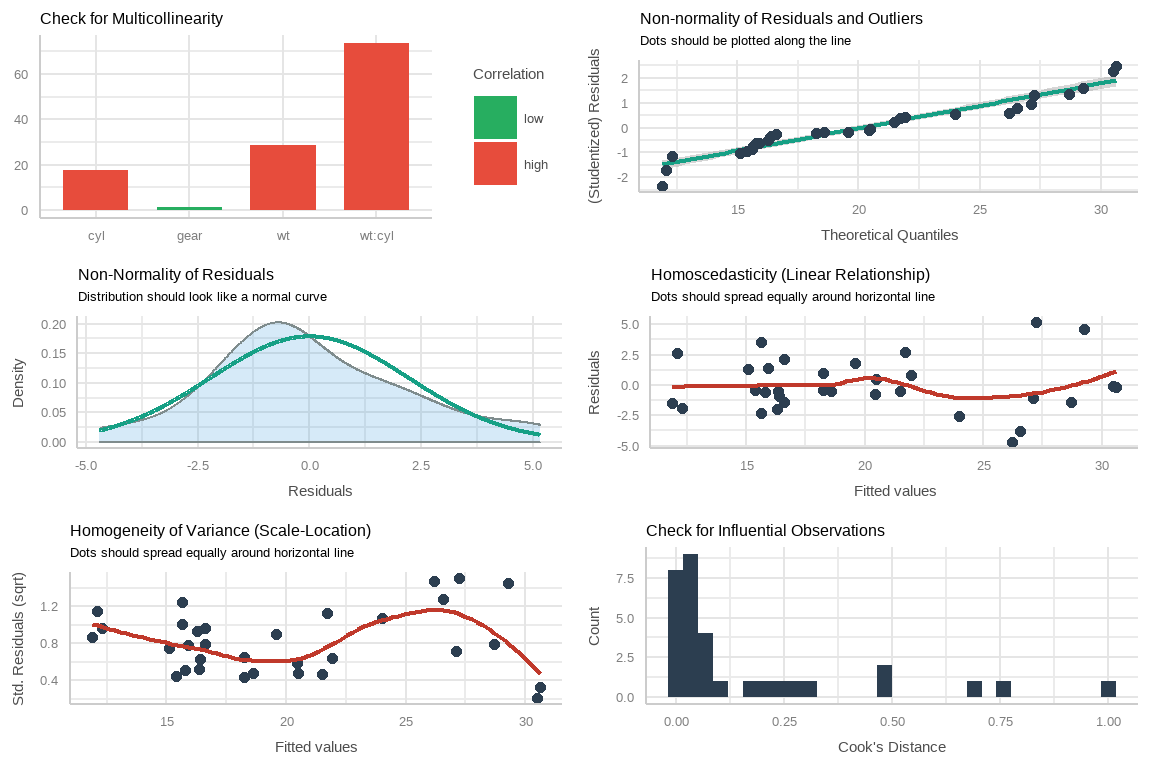 Check for Multicollinearity
60
40
20
0
cyl
gear
wt
wt:cyl
Correlation
low
high
Non-normality of Residuals and Outliers
Dots should be plotted along the line
(Studentized) Residuals
2
1
0
-1
-2
15
20
25
30
Theoretical Quantiles
Non-Normality of Residuals
Distribution should look like a normal curve
Density
0.20
0.15
0.10
0.05
0.00
-5.0
-2.5
0.0
2.5
5.0
Residuals
Homoscedasticity (Linear Relationship)
Dots should spread equally around horizontal line
Residuals
5.0
2.5
0.0
-2.5
-5.0
15
20
25
30
Fitted values
Homogeneity of Variance (Scale-Location)
Dots should spread equally around horizontal line
Std. Residuals (sqrt)
1.2
0.8
0.4
15
20
25
30
Fitted values
Check for Influential Observations
Count
7.5
5.0
2.5
0.0
0.00
0.25
0.50
0.75
1.00
Cook's Distance